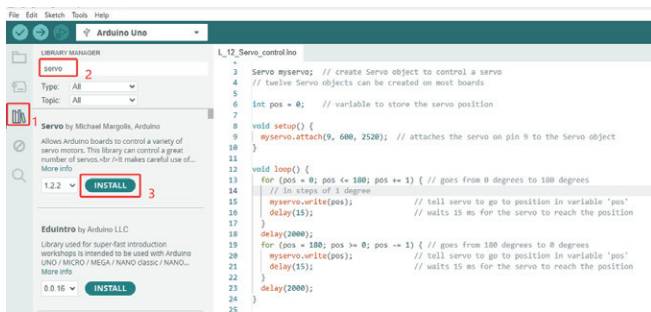 File Edit Sketch Tools Help
Arduino Uno
LIBRARY MANAGER
servo
2
Type: All
Topic: All
1
Servo by Michael Margolis, Arduino
Allows Arduino boards to control a variety of
servo motors. This library can control a great
number of servos.<br />It makes careful use of...
More info
1.2.2 INSTALL
3
EduIntro by Arduino LLC
Library used for super-fast introduction
workshops Is intended to be used with Arduino
UNO / MICRO / MEGA / NANO classic / NANO...
More info
0.0.16 INSTALL
L_12_Servo_control.ino
3 Servo myservo; // create Servo object to control a servo
4 // twelve Servo objects can be created on most boards
5
6 int pos = 0; // variable to store the servo position
7
8 void setup() {
9 myservo.attach(9, 600, 2520); // attaches the servo on pin 9 to the Servo object
10 }
11
12 void loop() {
13 for (pos = 0; pos <= 180; pos += 1) { // goes from 0 degrees to 180 degrees
14 // in steps of 1 degree
15 myservo.write(pos); // tell servo to go to position in variable 'pos'
16 delay(15); // waits 15 ms for the servo to reach the position
17 }
18 delay(2000);
19 for (pos = 180; pos >= 0; pos -= 1) { // goes from 180 degrees to 0 degrees
20 myservo.write(pos); // tell servo to go to position in variable 'pos'
21 delay(15); // waits 15 ms for the servo to reach the position
22 }
23 delay(2000);
24 }
25